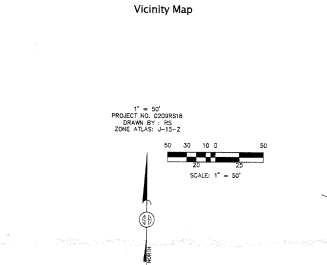 Vicinity Map
1" = 50'
PROJECT NO. 0209RS18
DRAWN BY : RS
ZONE ATLAS: J-15-Z
50 30 10 0 50
20 25
SCALE: 1" = 50'
NORTH